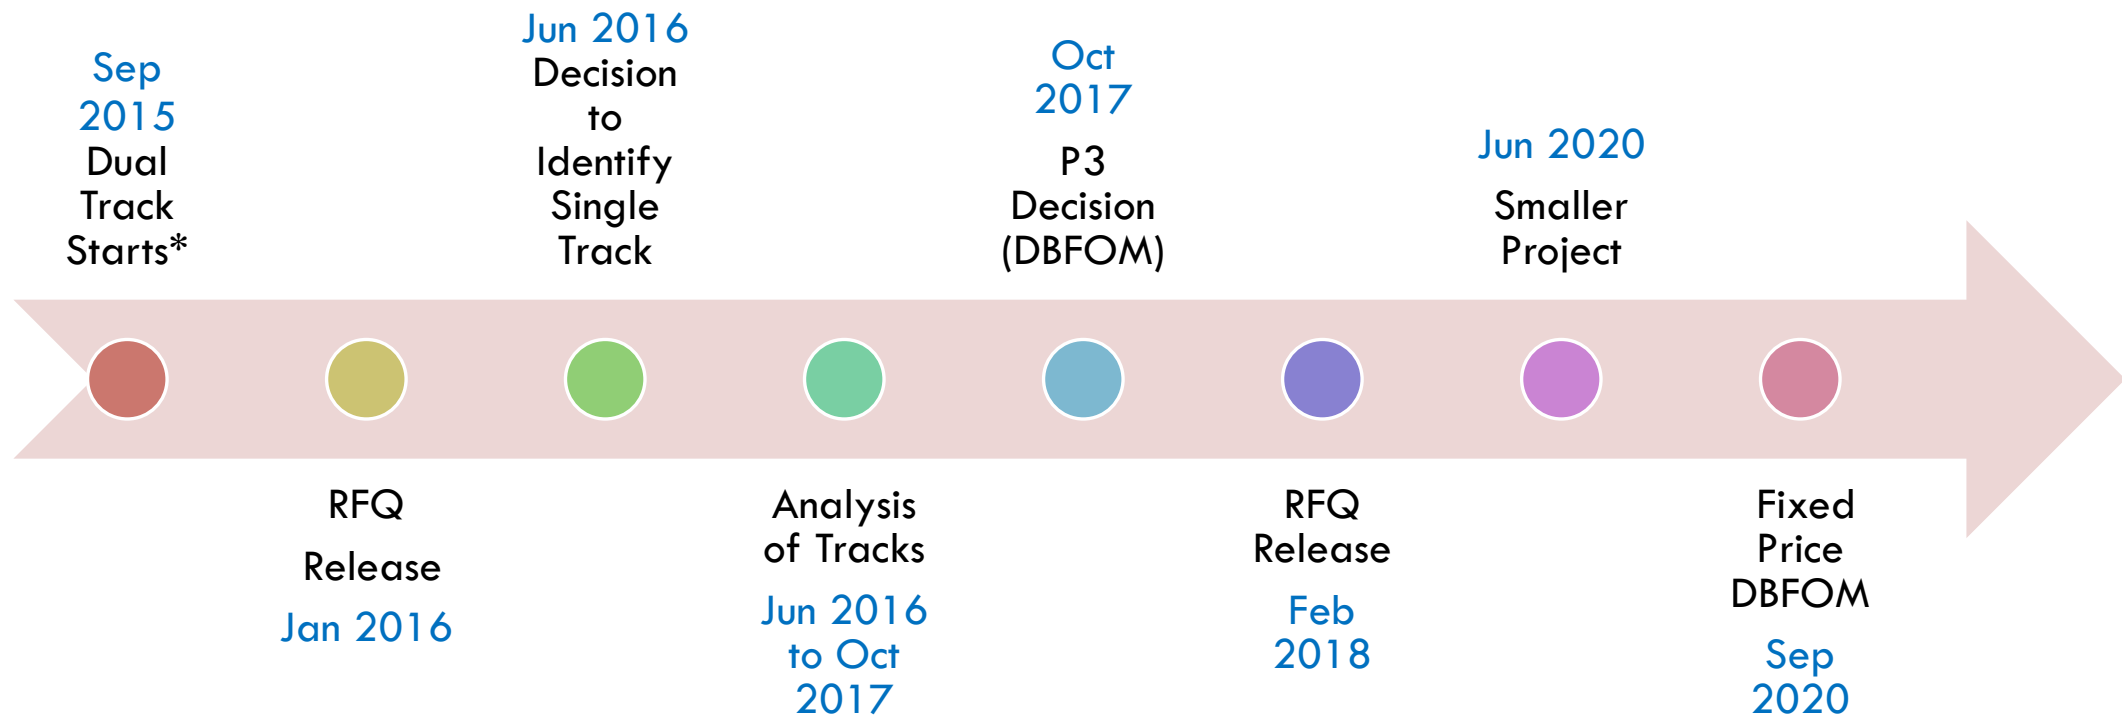 Sep
2015
Dual
Track
Starts*
RFQ
Release
Jan 2016
Jun 2016
Decision
to
Identify
Single
Track
Analysis
of Tracks
Jun 2016
to Oct
2017
Oct
2017
P3
Decision
(DBFOM)
RFQ
Release
Feb
2018
Jun 2020
Smaller
Project
Fixed
Price
DBFOM
Sep
2020